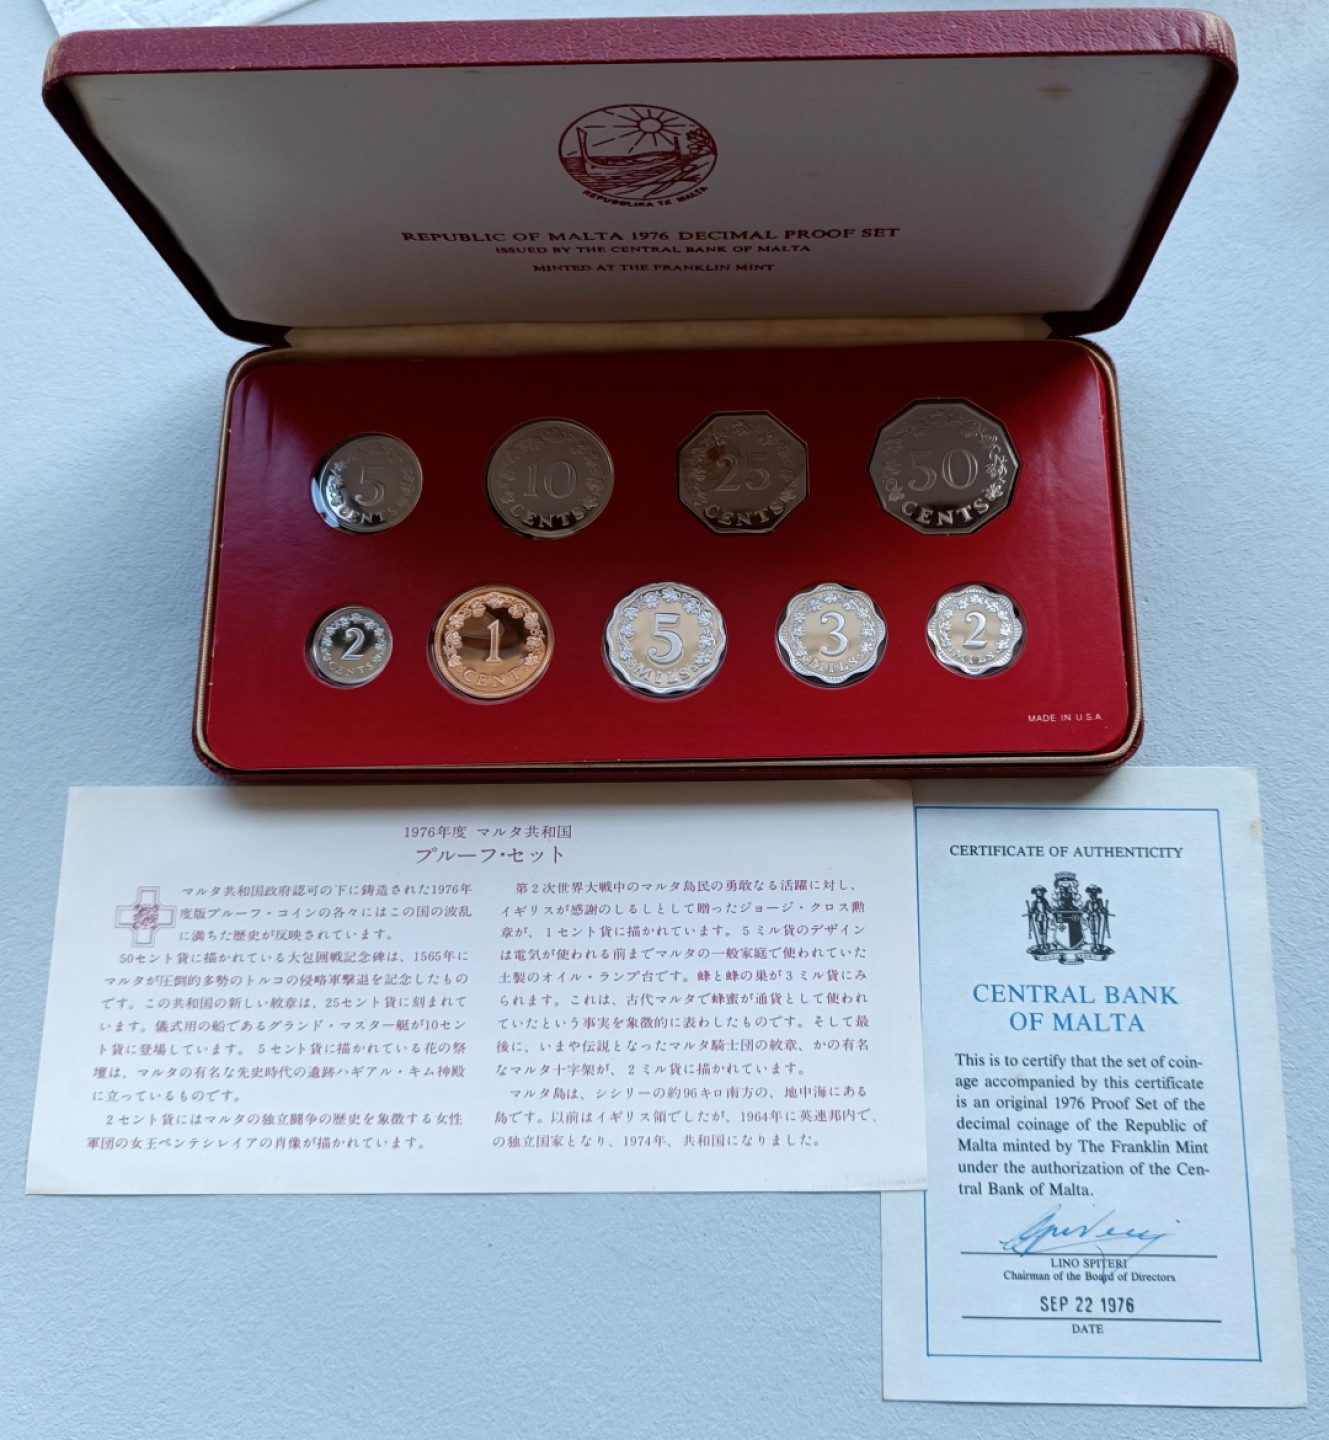 REPUBBLIKA TA' MALTA
REPUBLIC OF MALTA 1976 DECIMAL PROOF SET
ISSUED BY THE CENTRAL BANK OF MALTA
MINTED AT THE FRANKLIN MINT
5
CENTS
10
CENTS
25
CENTS
50
CENTS
2
CENTS
1
CENT
5
MILS
3
MILS
2
MILS
MADE IN U.S.A.
1976年度 マルタ共和国
プルーフ・セット
マルタ共和国政府認可の下に鋳造された1976年
度版プルーフ・コインの各々にはこの国の波乱
に満ちた歴史が反映されています。
50セント貨に描かれている大包囲戦記念碑は、1565年に
マルタが圧倒的多勢のトルコの侵略軍撃退を記念したもの
です。この共和国の新しい紋章は、25セント貨に刻まれて
います。儀式用の船であるグランド・マスター艇が10セン
ト貨に登場しています。 5セント貨に描かれている花の祭
壇は、マルタの有名な先史時代の遺跡ハギアル・キム神殿
に立っているものです。
2セント貨にはマルタの独立闘争の歴史を象徴する女性
軍団の女王ペンテシレイアの肖像が描かれています。
第2次世界大戦中のマルタ島民の勇敢なる活躍に対し、
イギリスが感謝のしるしとして贈ったジョージ・クロス勲
章が、1セント貨に描かれています。5ミル貨のデザイン
は電気が使われる前までマルタの一般家庭で使われていた
土製のオイル・ランプ台です。蜂と蜂の巣が3ミル貨にみ
られます。これは、古代マルタで蜂蜜が通貨として使われ
ていたという事実を象徴的に表わしたものです。そして最
後に、いまや伝説となったマルタ騎士団の紋章、かの有名
なマルタ十字架が、2ミル貨に描かれています。
マルタ島は、シシリーの約96キロ南方の、地中海にある
島です。以前はイギリス領でしたが、1964年に英連邦内で、
の独立国家となり、1974年、共和国になりました。
CERTIFICATE OF AUTHENTICITY
CENTRAL BANK
OF MALTA
This is to certify that the set of coin-
age accompanied by this certificate
is an original 1976 Proof Set of the
decimal coinage of the Republic of
Malta minted by The Franklin Mint
under the authorization of the Cen-
tral Bank of Malta.
LINO SPITERI
Chairman of the Board of Directors
SEP 22 1976
DATE